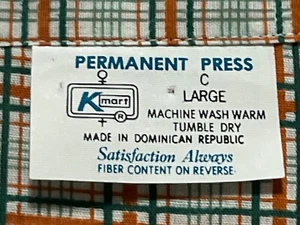 PERMANENT PRESS
C
LARGE
Kmart ®
MACHINE WASH WARM
TUMBLE DRY
MADE IN DOMINICAN REPUBLIC
Satisfaction Always
FIBER CONTENT ON REVERSE